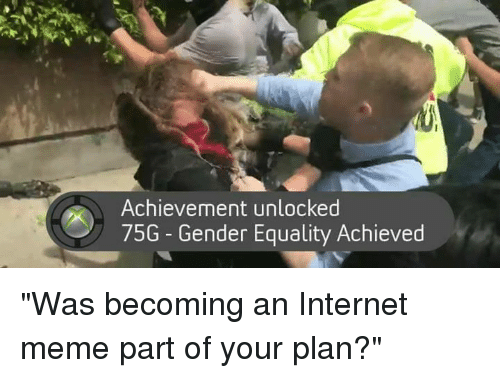 Achievement unlocked
75G - Gender Equality Achieved
"Was becoming an Internet
meme part of your plan?"